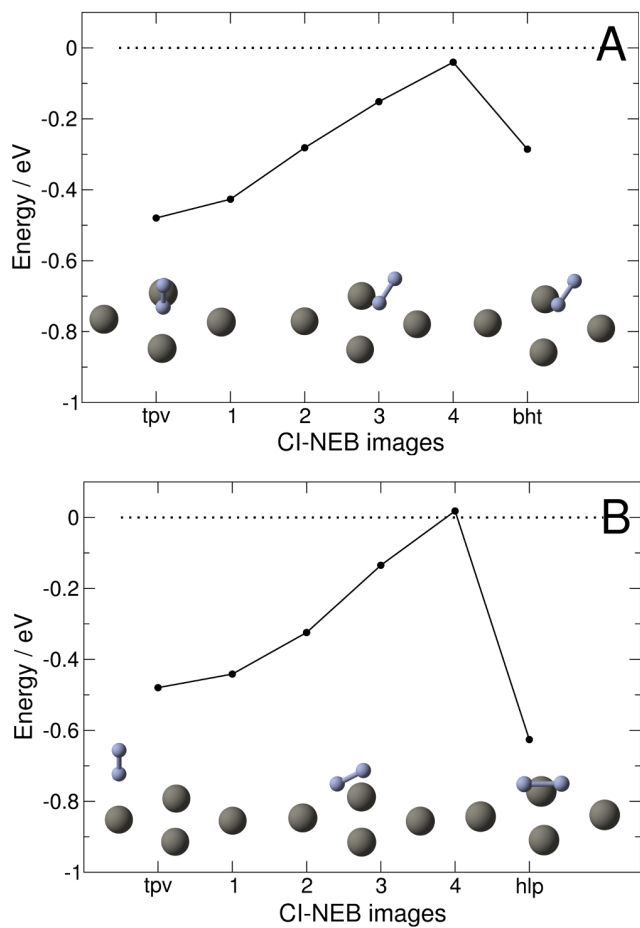 A
0
-0.2
-0.4
-0.6
-0.8
-1
Energy / eV
tpv 1 2 3 4 bht
CI-NEB images
B
0
-0.2
-0.4
-0.6
-0.8
-1
Energy / eV
tpv 1 2 3 4 hlp
CI-NEB images